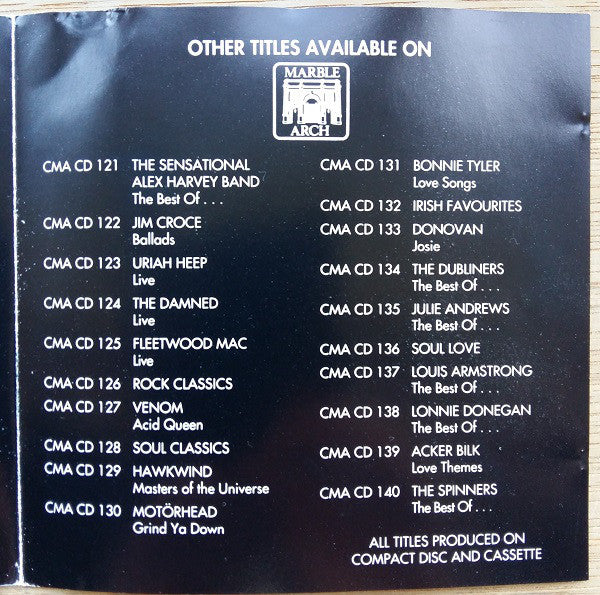 OTHER TITLES AVAILABLE ON
MARBLE
ARCH
CMA CD 121 THE SENSATIONAL
ALEX HARVEY BAND
The Best Of . . .
CMA CD 122 JIM CROCE
Ballads
CMA CD 123 URIAH HEEP
Live
CMA CD 124 THE DAMNED
Live
CMA CD 125 FLEETWOOD MAC
Live
CMA CD 126 ROCK CLASSICS
CMA CD 127 VENOM
Acid Queen
CMA CD 128 SOUL CLASSICS
CMA CD 129 HAWKWIND
Masters of the Universe
CMA CD 130 MOTÖRHEAD
Grind Ya Down
CMA CD 131 BONNIE TYLER
Love Songs
CMA CD 132 IRISH FAVOURITES
CMA CD 133 DONOVAN
Josie
CMA CD 134 THE DUBLINERS
The Best Of . . .
CMA CD 135 JULIE ANDREWS
The Best Of . . .
CMA CD 136 SOUL LOVE
CMA CD 137 LOUIS ARMSTRONG
The Best Of . . .
CMA CD 138 LONNIE DONEGAN
The Best Of . . .
CMA CD 139 ACKER BILK
Love Themes
CMA CD 140 THE SPINNERS
The Best Of . . .
ALL TITLES PRODUCED ON
COMPACT DISC AND CASSETTE